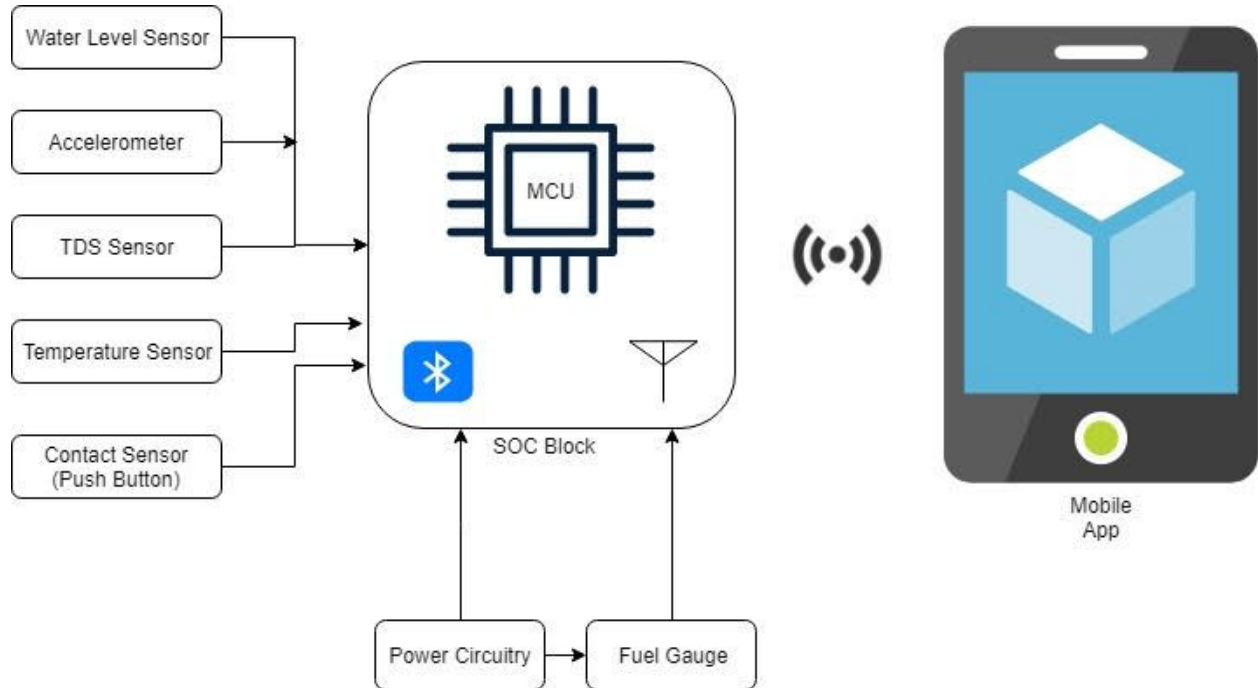 Water Level Sensor
Accelerometer
TDS Sensor
Temperature Sensor
Contact Sensor
(Push Button)
MCU
SOC Block
Power Circuitry
Fuel Gauge
Mobile
App